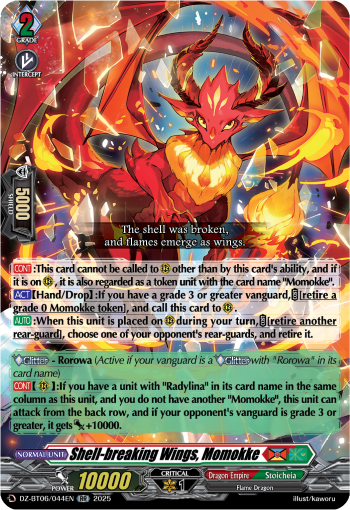 2
GRADE
INTERCEPT
5000
SHIELD
The shell was broken,
and flames emerge as wings.
CONT :This card cannot be called to other than by this card's ability, and if
it is on , it is also regarded as a token unit with the card name "Momokke".
ACT 【Hand/Drop】:If you have a grade 3 or greater vanguard, [retire a
grade 0 Momokke token], and call this card to .
AUTO :When this unit is placed on during your turn, [retire another
rear-guard], choose one of your opponent's rear-guards, and retire it.
Glitter - Rorowa (Active if your vanguard is a Glitter with "Rorowa" in its
card name)
CONT :If you have a unit with "Radylina" in its card name in the same
column as this unit, and you do not have another "Momokke", this unit can
attack from the back row, and if your opponent's vanguard is grade 3 or
greater, it gets +10000.
NORMAL UNIT Shell-breaking Wings, Momokke
POWER 10000 CRITICAL 1 Dragon Empire Stoicheia
Flame Dragon
DZ-BT06/044EN RR 2025 illust/kaworu